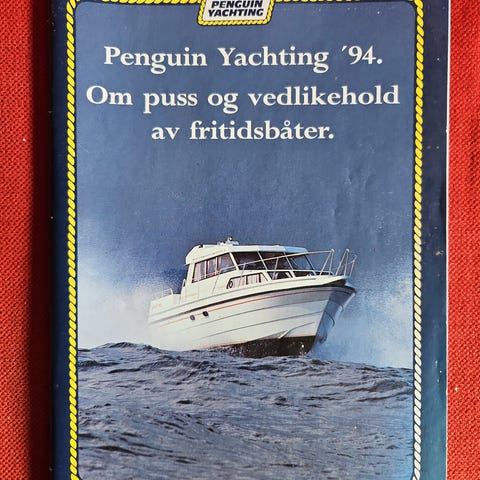 PENGUIN
YACHTING
Penguin Yachting ´94.
Om puss og vedlikehold
av fritidsbåter.